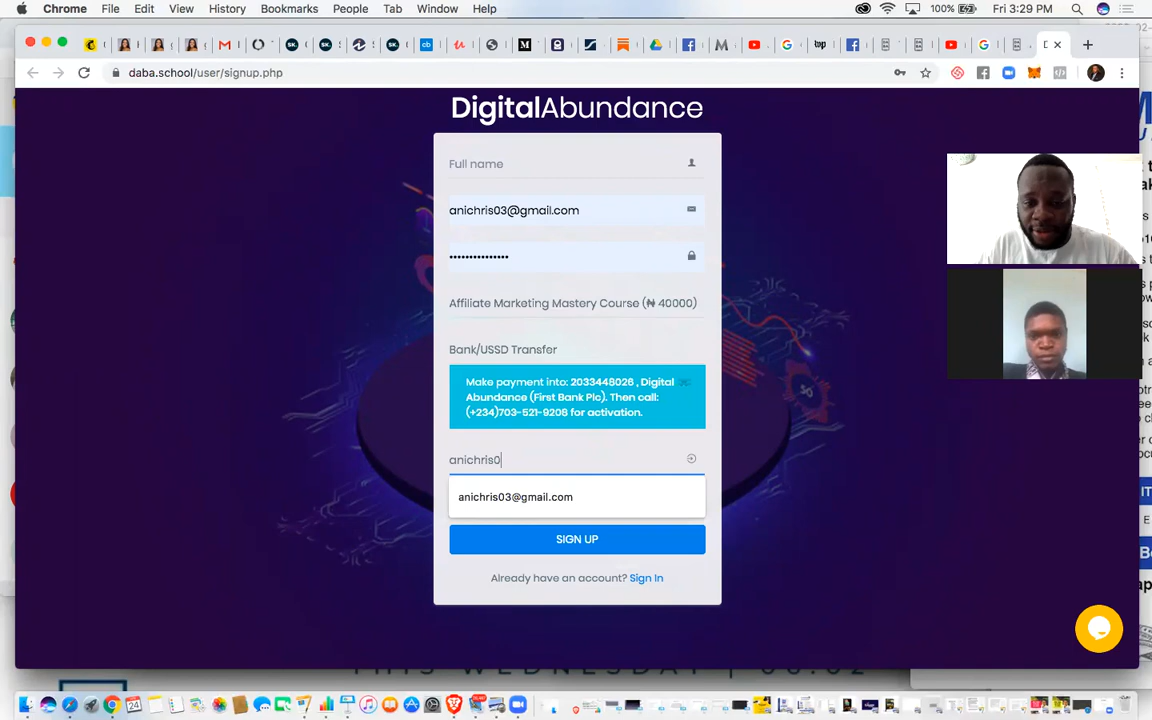 Chrome File Edit View History Bookmarks People Tab Window Help 100% Fri 3:29 PM
daba.school/user/signup.php
DigitalAbundance
Full name
anichris03@gmail.com
•••••••••••••••
Affiliate Marketing Mastery Course (₦ 40000)
Bank/USSD Transfer
Make payment into: 2033448026 , Digital
Abundance (First Bank Plc). Then call:
(+234)703-521-9206 for activation.
anichris0
anichris03@gmail.com
SIGN UP
Already have an account? Sign In
THIS WEDNESDAY